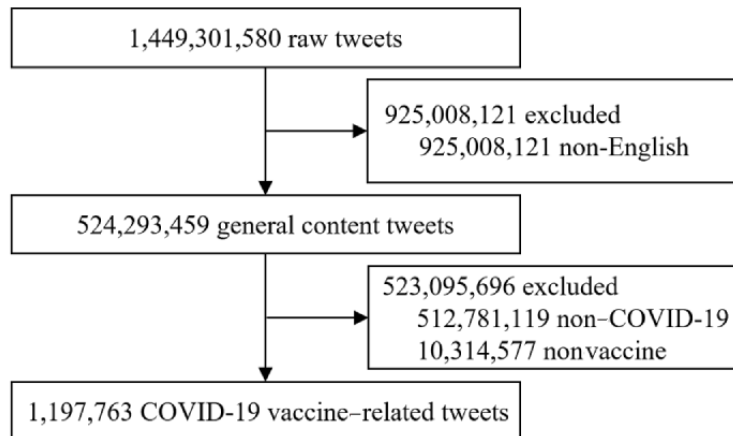 1,449,301,580 raw tweets
925,008,121 excluded
925,008,121 non-English
524,293,459 general content tweets
523,095,696 excluded
512,781,119 non–COVID-19
10,314,577 nonvaccine
1,197,763 COVID-19 vaccine–related tweets